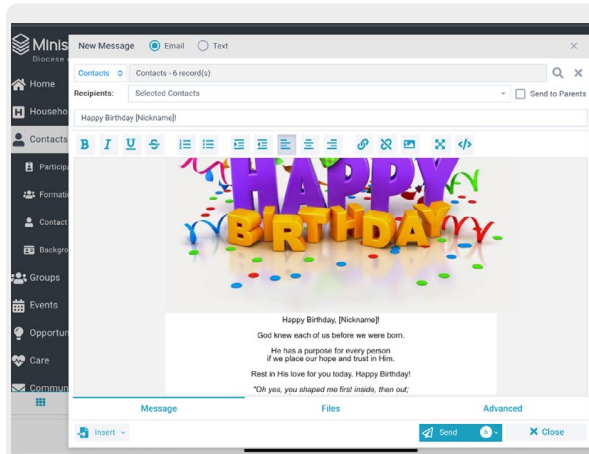 Minis
Diocese
Home
Househo
Contacts
Particip
Formati
Contact
Backgro
Groups
Events
Opportun
Care
Commun
New Message Email Text
Contacts Contacts - 6 record(s)
Recipients: Selected Contacts Send to Parents
Happy Birthday [Nickname]!
B I U S
HAPPY
BIRTHDAY
Happy Birthday, [Nickname]!
God knew each of us before we were born.
He has a purpose for every person
if we place our hope and trust in Him.
Rest in His love for you today. Happy Birthday!
"Oh yes, you shaped me first inside, then out;
Message Files Advanced
Insert Send 6 Close